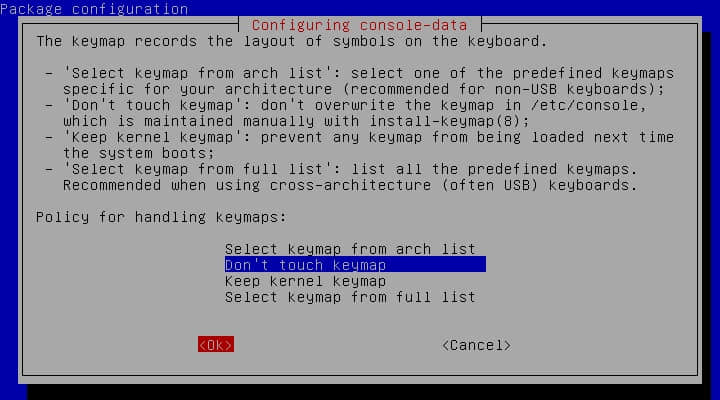 Package configuration
Configuring console-data
The keymap records the layout of symbols on the keyboard.
- 'Select keymap from arch list': select one of the predefined keymaps
specific for your architecture (recommended for non-USB keyboards);
- 'Don't touch keymap': don't overwrite the keymap in /etc/console,
which is maintained manually with install-keymap(8);
- 'Keep kernel keymap': prevent any keymap from being loaded next time
the system boots;
- 'Select keymap from full list': list all the predefined keymaps.
Recommended when using cross-architecture (often USB) keyboards.
Policy for handling keymaps:
Select keymap from arch list
Don't touch keymap
Keep kernel keymap
Select keymap from full list
<Ok> <Cancel>